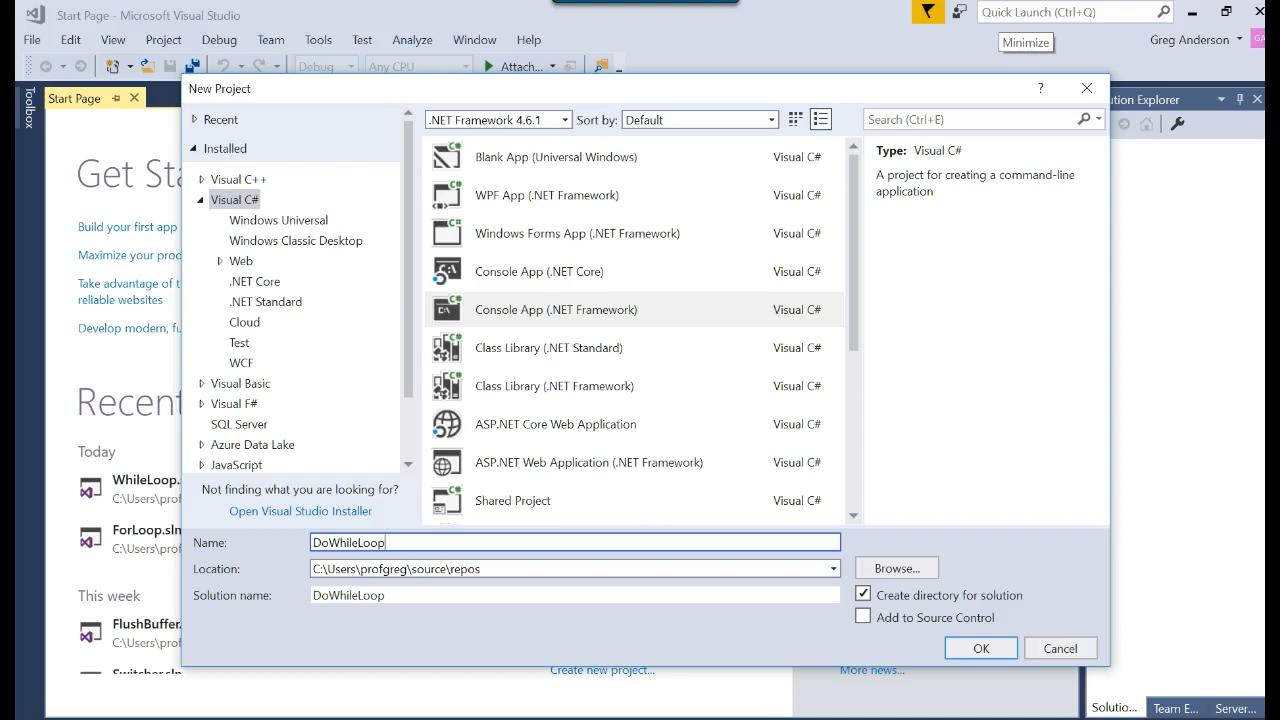 Start Page - Microsoft Visual Studio
Quick Launch (Ctrl+Q)
File Edit View Project Debug Team Tools Test Analyze Window Help
Minimize
Greg Anderson
GA
Debug Any CPU Attach...
Toolbox
Start Page
ution Explorer
Get Sta
Build your first app
Maximize your prod
Take advantage of t
reliable websites
Develop modern, fu
Recent
Today
WhileLoop.
C:\Users\prof
ForLoop.sln
C:\Users\prof
This week
FlushBuffer.
C:\Users\prof
Switcher.sln
New Project
?
Recent
Installed
Visual C++
Visual C#
Windows Universal
Windows Classic Desktop
Web
.NET Core
.NET Standard
Cloud
Test
WCF
Visual Basic
Visual F#
SQL Server
Azure Data Lake
JavaScript
Not finding what you are looking for?
Open Visual Studio Installer
.NET Framework 4.6.1 Sort by: Default
Search (Ctrl+E)
Blank App (Universal Windows) Visual C#
WPF App (.NET Framework) Visual C#
Windows Forms App (.NET Framework) Visual C#
Console App (.NET Core) Visual C#
Console App (.NET Framework) Visual C#
Class Library (.NET Standard) Visual C#
Class Library (.NET Framework) Visual C#
ASP.NET Core Web Application Visual C#
ASP.NET Web Application (.NET Framework) Visual C#
Shared Project Visual C#
Type: Visual C#
A project for creating a command-line
application
Name: DoWhileLoop
Location: C:\Users\profgreg\source\repos
Browse...
Solution name: DoWhileLoop
Create directory for solution
Add to Source Control
OK Cancel
Create new project...
More news...
Solutio... Team E... Server...